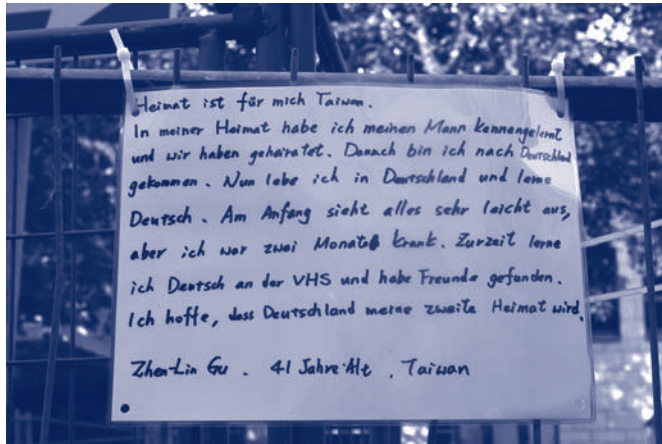 Heimat ist für mich Taiwan.
In meiner Heimat habe ich meinen Mann kennengelernt
und wir haben geheiratet. Danach bin ich nach Deutschland
gekommen. Nun lebe ich in Deutschland und lerne
Deutsch. Am Anfang sieht alles sehr leicht aus,
aber ich war zwei Monate krank. Zurzeit lerne
ich Deutsch an der VHS und habe Freunde gefunden.
Ich hoffe, dass Deutschland meine zweite Heimat wird.
Zhen-Lin Gu. 41 Jahre Alt. Taiwan